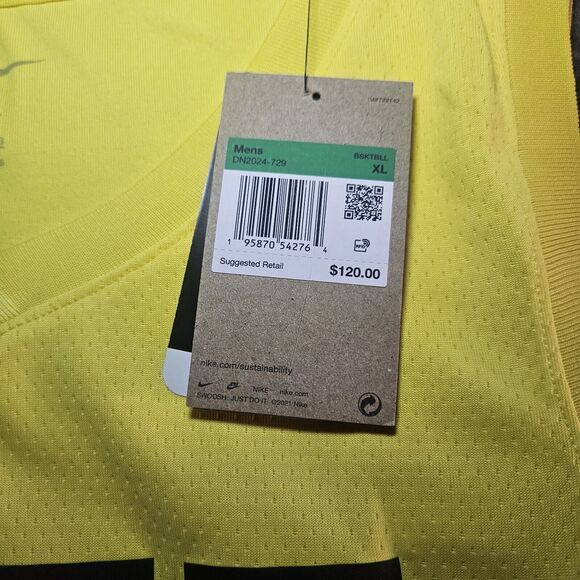 Mens
DN2024-729
BSKTBLL
XL
1 95870 54276 4
RFID
Suggested Retail
$120.00
nike.com/sustainability
NIKE nike.com
SWOOSH. JUST DO IT. ©2021 Nike